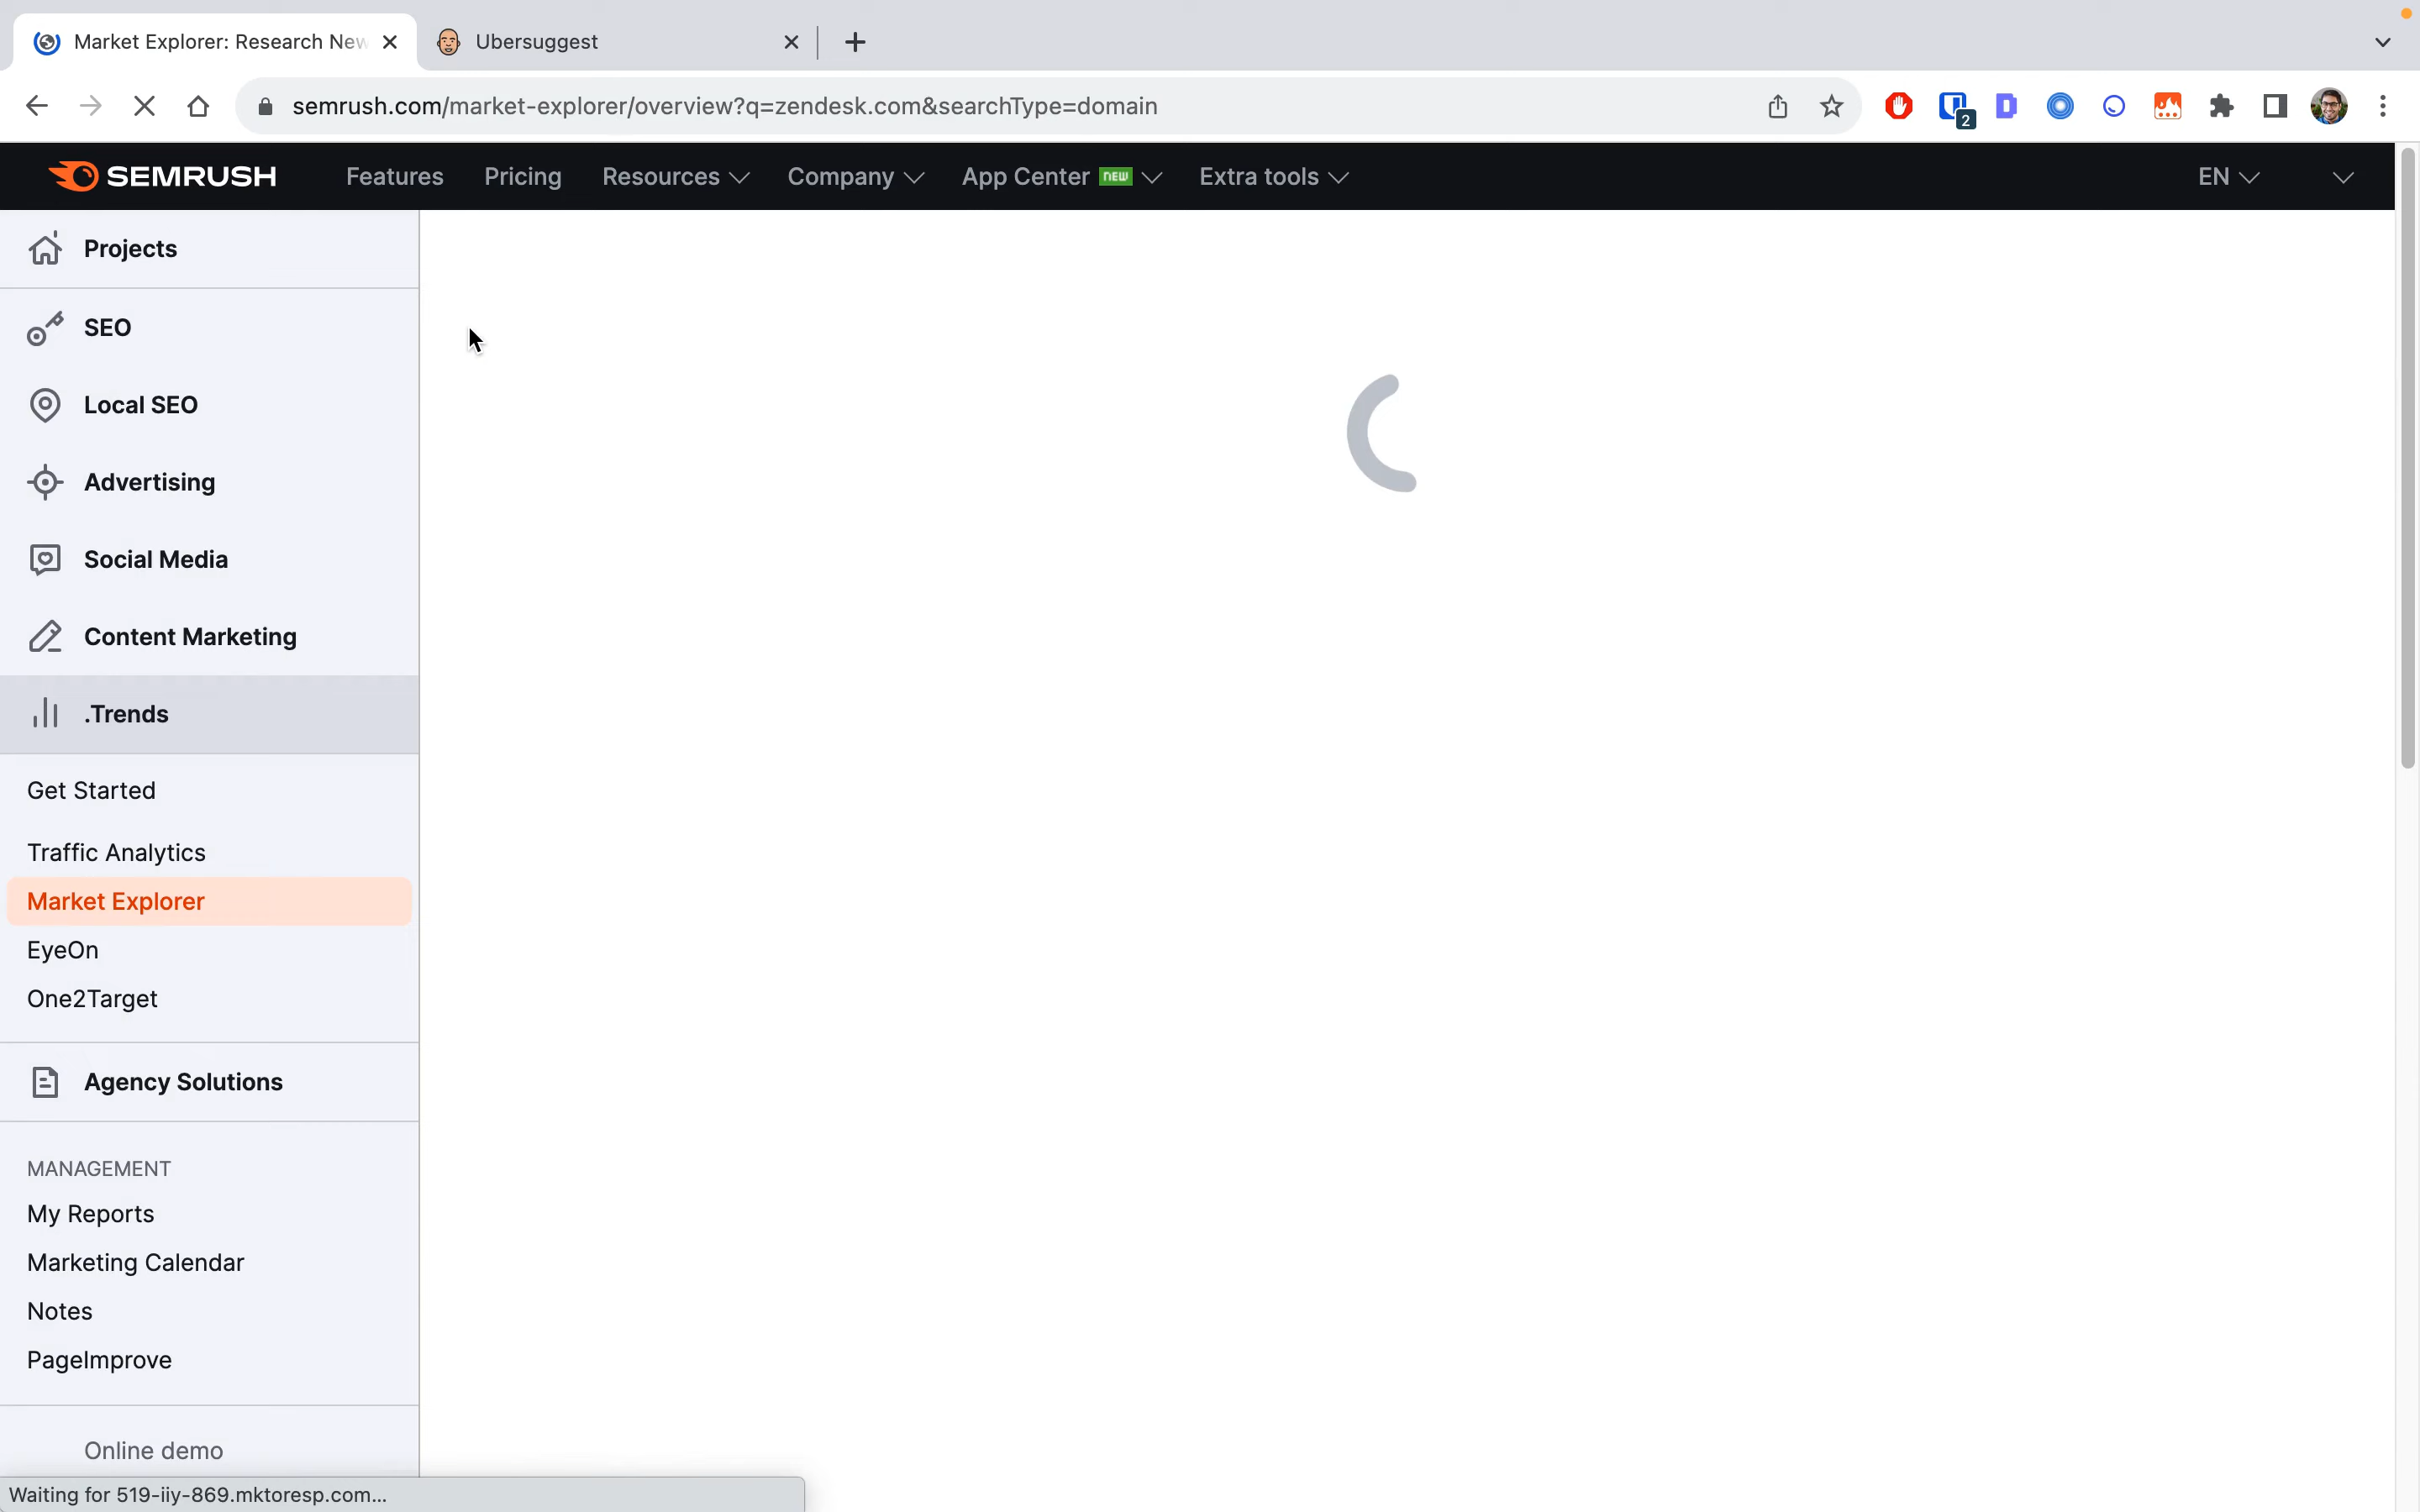 Market Explorer: Research New
Ubersuggest
semrush.com/market-explorer/overview?q=zendesk.com&searchType=domain
2
SEMRUSH
Features
Pricing
Resources
Company
App Center new
Extra tools
EN
Projects
SEO
Local SEO
Advertising
Social Media
Content Marketing
.Trends
Get Started
Traffic Analytics
Market Explorer
EyeOn
One2Target
Agency Solutions
MANAGEMENT
My Reports
Marketing Calendar
Notes
PageImprove
Online demo
Waiting for 519-iiy-869.mktoresp.com...